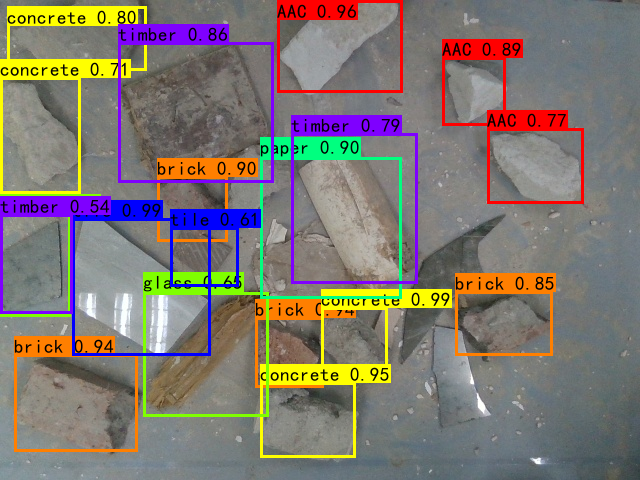 concrete 0.80
timber 0.86
AAC 0.96
AAC 0.89
concrete 0.71
AAC 0.77
timber 0.79
paper 0.90
brick 0.90
timber 0.54
0.99
tile 0.61
glass 0.65
brick 0.85
concrete 0.99
brick 0.94
brick 0.94
concrete 0.95